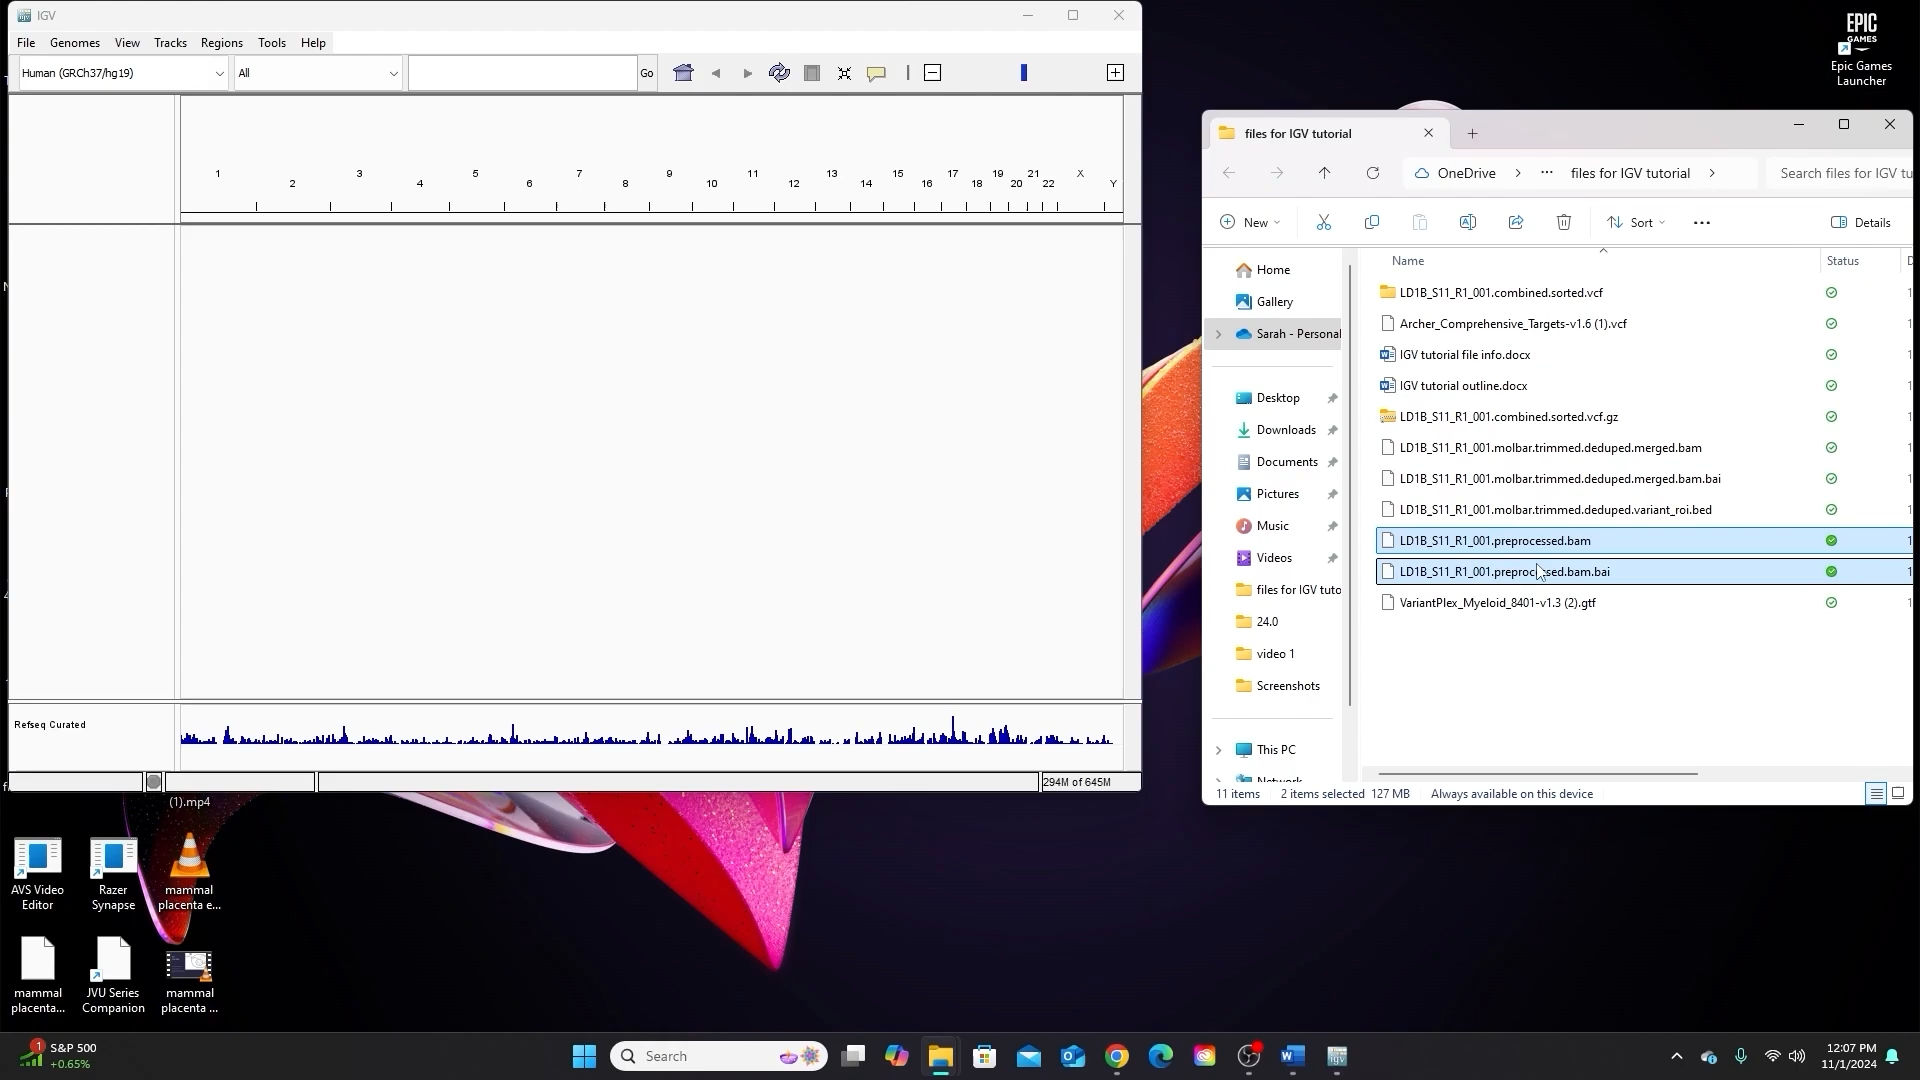 IGV
File Genomes View Tracks Regions Tools Help
Human (GRCh37/hg19) All Go
1 2 3 4 5 6 7 8 9 10 11 12 13 14 15 16 17 18 19 20 21 22 X Y
Refseq Curated
294M of 645M
EPIC
GAMES
Epic Games
Launcher
files for IGV tutorial
OneDrive files for IGV tutorial Search files for IGV tu
New Sort Details
Name Status
Home
Gallery
Sarah - Personal
Desktop
Downloads
Documents
Pictures
Music
Videos
files for IGV tuto
24.0
video 1
Screenshots
This PC
Network
LD1B_S11_R1_001.combined.sorted.vcf
Archer_Comprehensive_Targets-v1.6 (1).vcf
IGV tutorial file info.docx
IGV tutorial outline.docx
LD1B_S11_R1_001.combined.sorted.vcf.gz
LD1B_S11_R1_001.molbar.trimmed.deduped.merged.bam
LD1B_S11_R1_001.molbar.trimmed.deduped.merged.bam.bai
LD1B_S11_R1_001.molbar.trimmed.deduped.variant_roi.bed
LD1B_S11_R1_001.preprocessed.bam
LD1B_S11_R1_001.preprocessed.bam.bai
VariantPlex_Myeloid_8401-v1.3 (2).gtf
11 items 2 items selected 127 MB Always available on this device
(1).mp4
AVS Video
Editor
Razer
Synapse
mammal
placenta e...
mammal
placenta...
JVU Series
Companion
mammal
placenta ...
1
S&P 500
+0.65%
Search
12:07 PM
11/1/2024